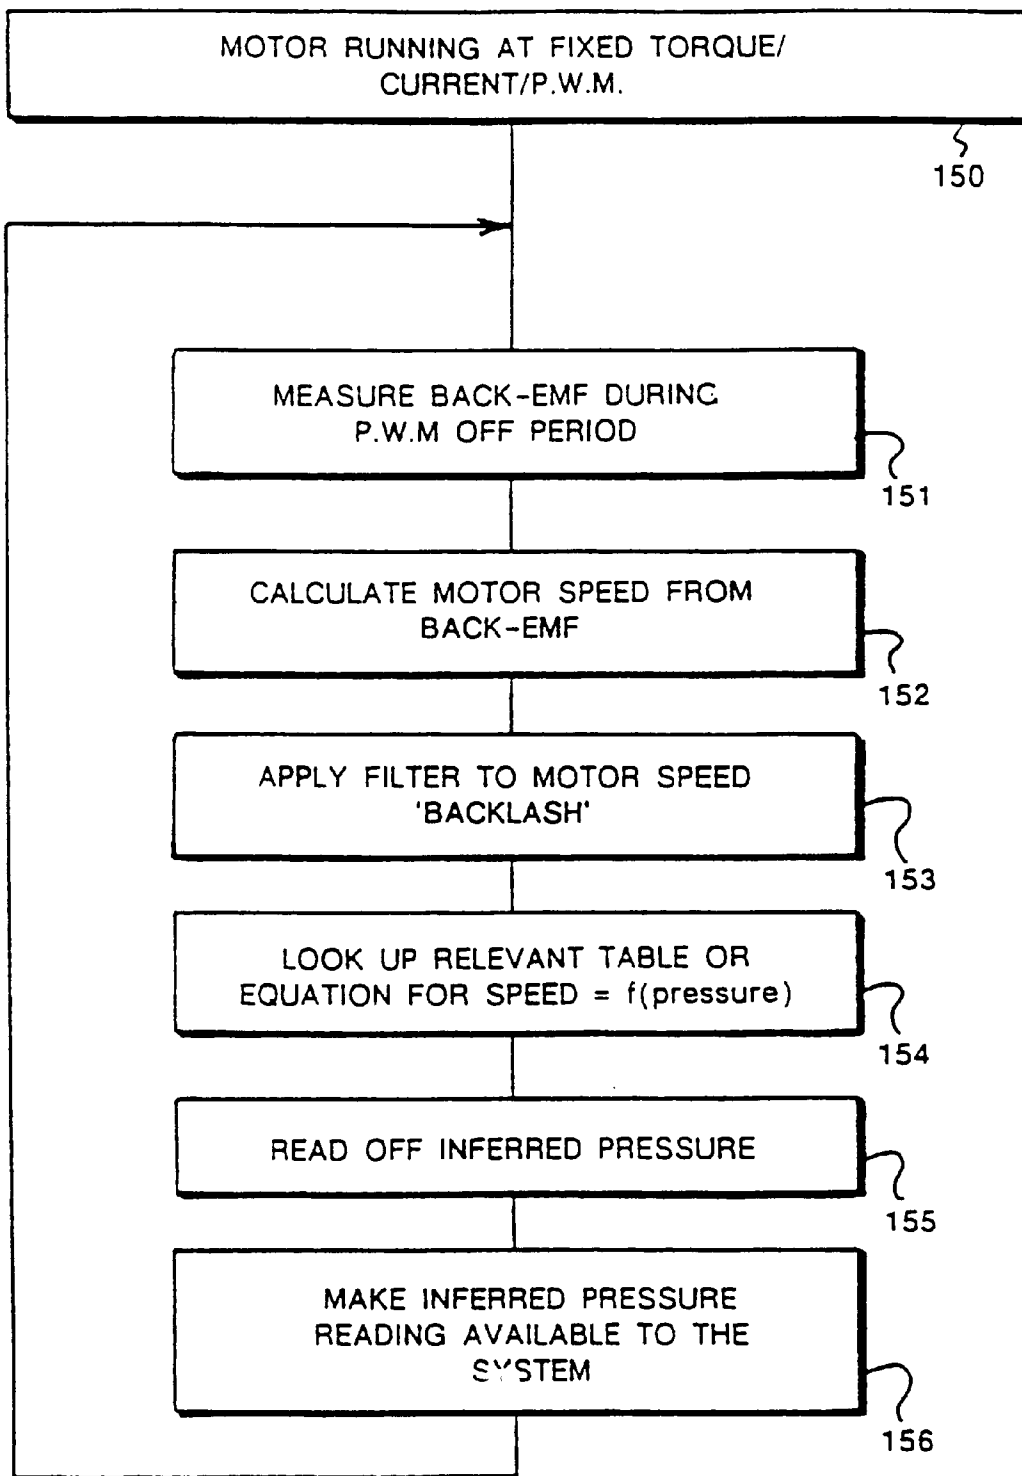 MOTOR RUNNING AT FIXED TORQUE/
CURRENT/P.W.M.
150
MEASURE BACK-EMF DURING
P.W.M OFF PERIOD
151
CALCULATE MOTOR SPEED FROM
BACK-EMF
152
APPLY FILTER TO MOTOR SPEED
'BACKLASH'
153
LOOK UP RELEVANT TABLE OR
EQUATION FOR SPEED = f(pressure)
154
READ OFF INFERRED PRESSURE
155
MAKE INFERRED PRESSURE
READING AVAILABLE TO THE
SYSTEM
156